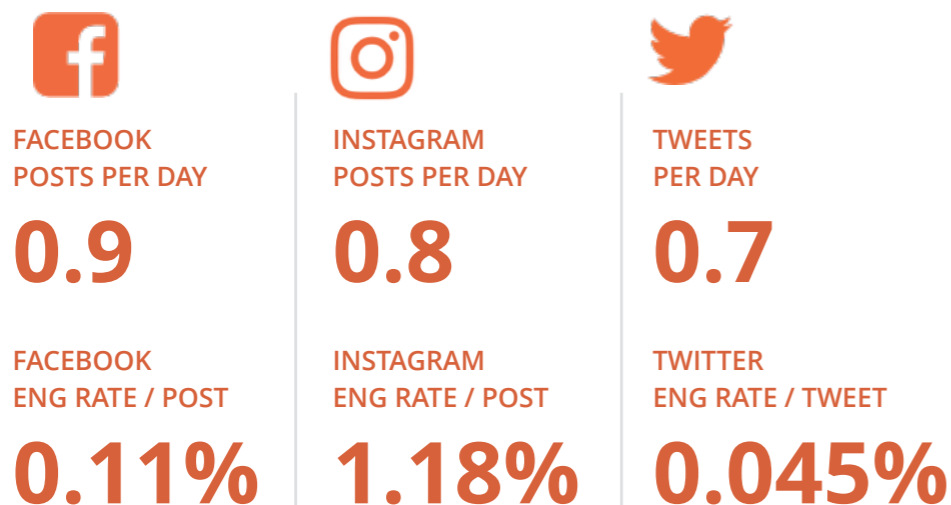 FACEBOOK
POSTS PER DAY
0.9
FACEBOOK
ENG RATE / POST
0.11%
INSTAGRAM
POSTS PER DAY
0.8
INSTAGRAM
ENG RATE / POST
1.18%
TWEETS
PER DAY
0.7
TWITTER
ENG RATE / TWEET
0.045%